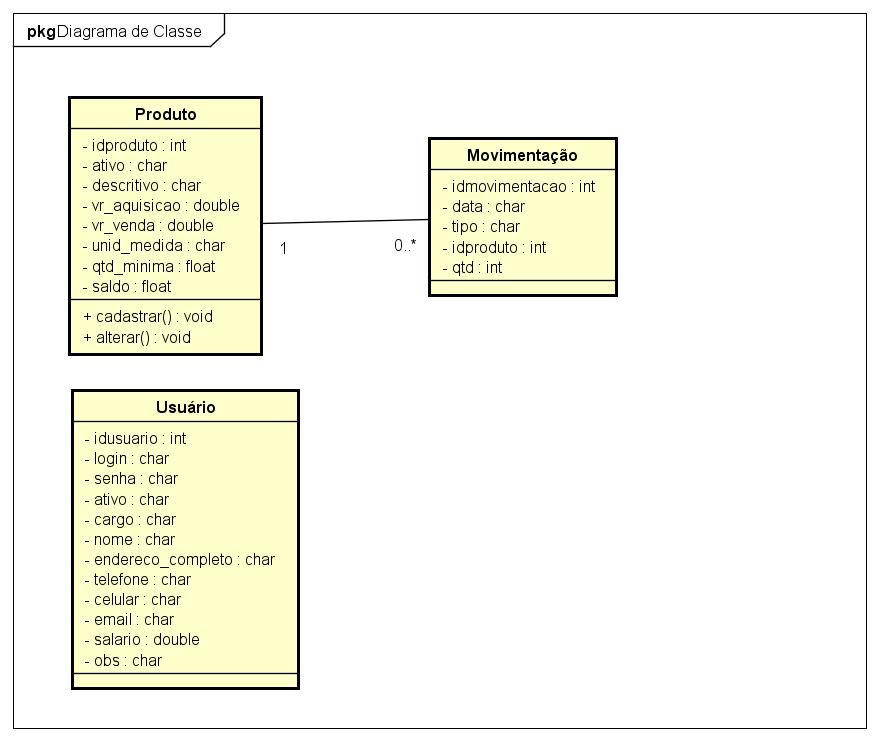 pkg Diagrama de Classe
Produto
- idproduto : int
- ativo : char
- descritivo : char
- vr_aquisicao : double
- vr_venda : double
- unid_medida : char
- qtd_minima : float
- saldo : float
+ cadastrar() : void
+ alterar() : void
1
0..*
Movimentação
- idmovimentacao : int
- data : char
- tipo : char
- idproduto : int
- qtd : int
Usuário
- idusuario : int
- login : char
- senha : char
- ativo : char
- cargo : char
- nome : char
- endereco_completo : char
- telefone : char
- celular : char
- email : char
- salario : double
- obs : char